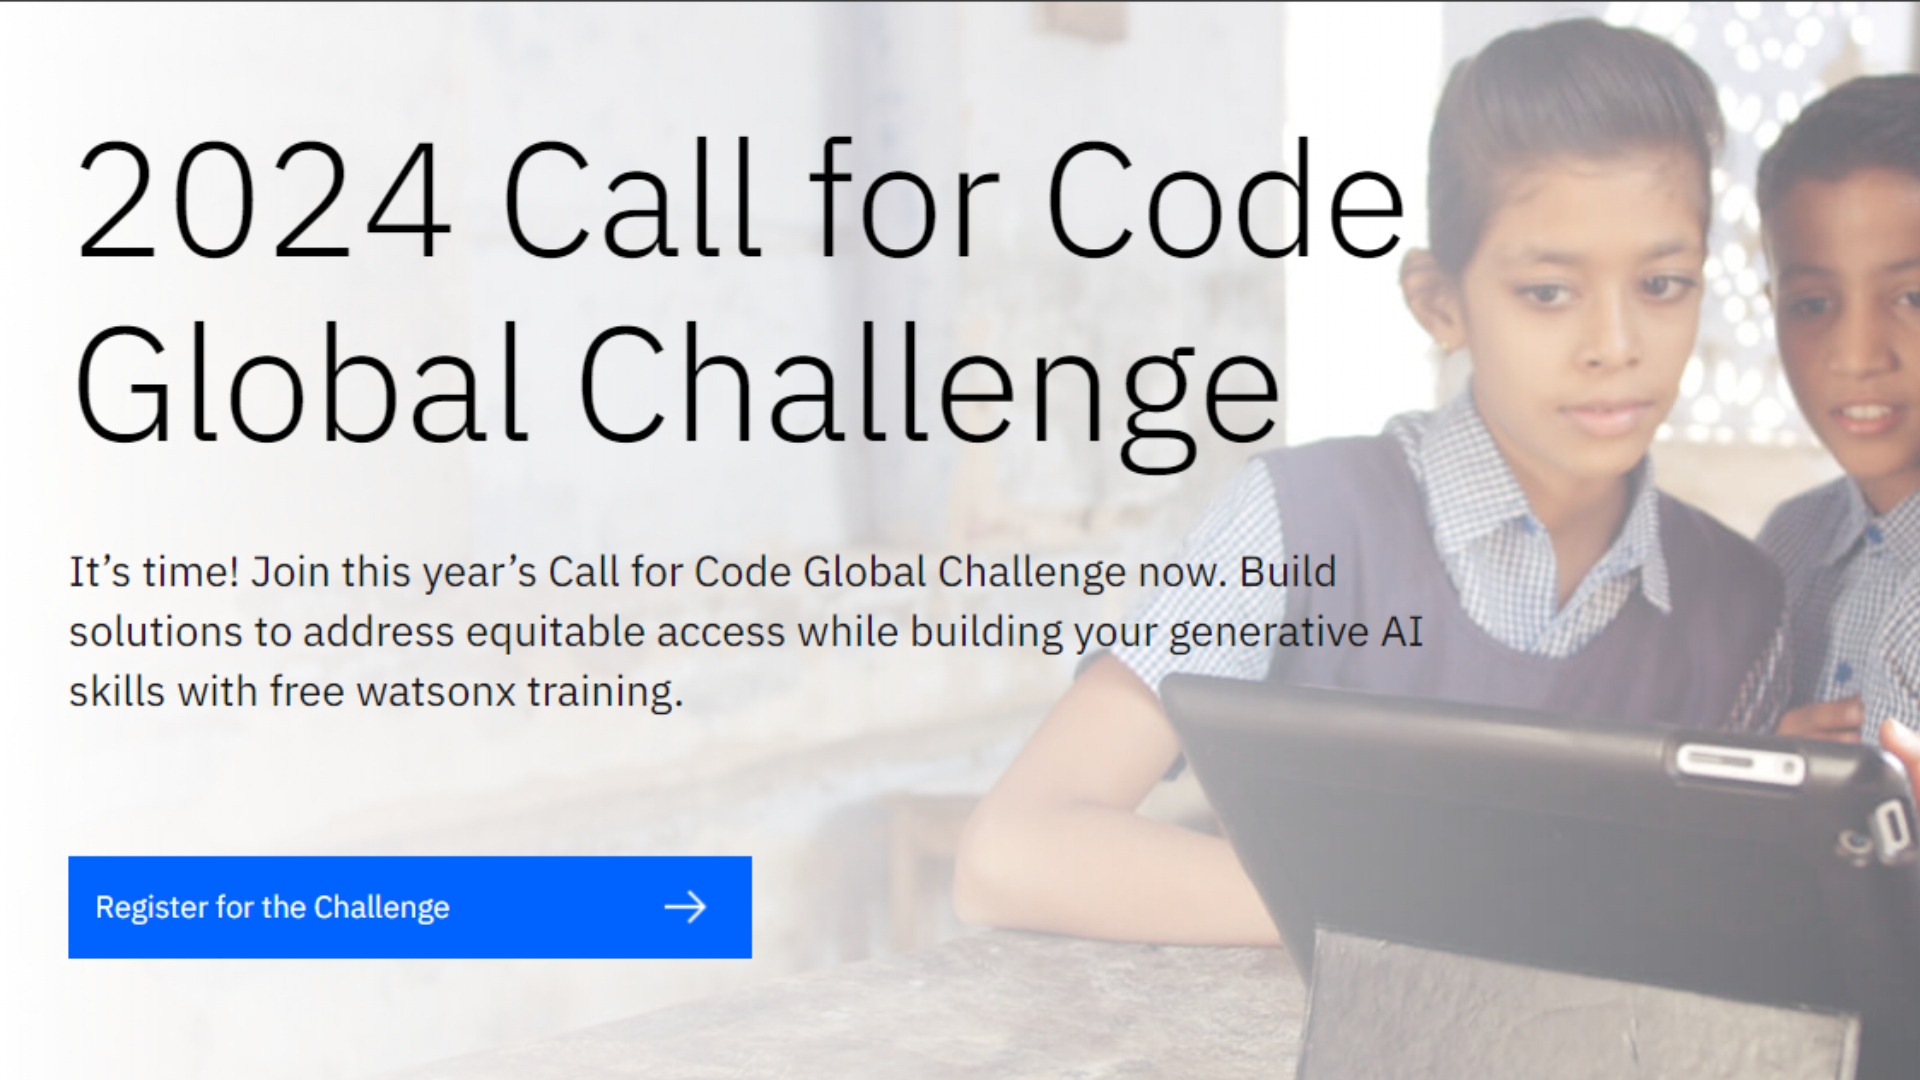 2024 Call for Code
Global Challenge
It’s time! Join this year’s Call for Code Global Challenge now. Build
solutions to address equitable access while building your generative AI
skills with free watsonx training.
Register for the Challenge